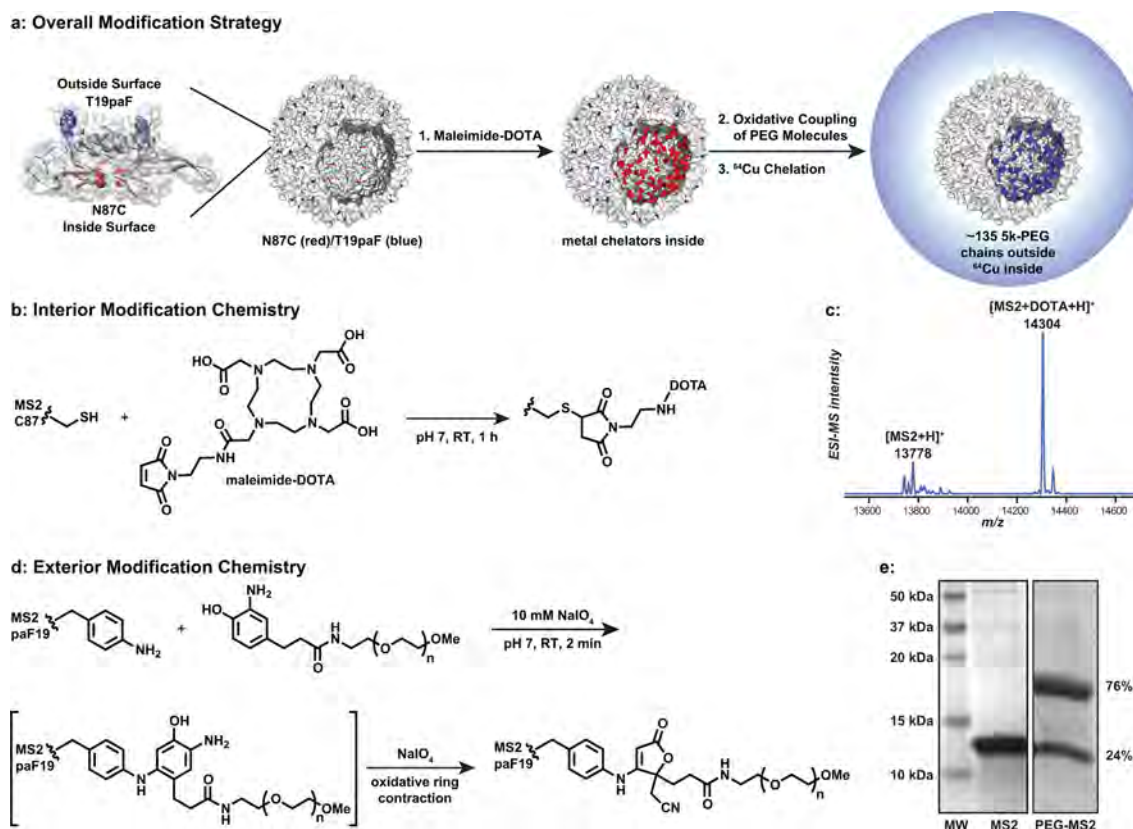 a: Overall Modification Strategy
Outside Surface
T19paF
N87C
Inside Surface
N87C (red)/T19paF (blue)
1. Maleimide-DOTA
metal chelators inside
2. Oxidative Coupling
of PEG Molecules
3. ⁶⁴Cu Chelation
~135 5k-PEG
chains outside
⁶⁴Cu inside
b: Interior Modification Chemistry
MS2
C87
SH
+
O
OH
O
OH
N
N
N
N
O
O
OH
N
H
O
N
O
maleimide-DOTA
pH 7, RT, 1 h
S
O
N
O
NH
DOTA
c:
ESI-MS intentsity
[MS2+H]⁺
13778
[MS2+DOTA+H]⁺
14304
13600 13800 14000 14200 14400 14600
m/z
d: Exterior Modification Chemistry
MS2
paF19
NH₂
+
NH₂
HO
O
H
N
O
OMe
n
10 mM NaIO₄
pH 7, RT, 2 min
MS2
paF19
N
H
OH
NH₂
O
H
N
O
OMe
n
NaIO₄
oxidative ring
contraction
MS2
paF19
N
H
O
O
CN
O
H
N
O
OMe
n
e:
50 kDa
37 kDa
20 kDa
15 kDa
10 kDa
76%
24%
MW MS2 PEG-MS2